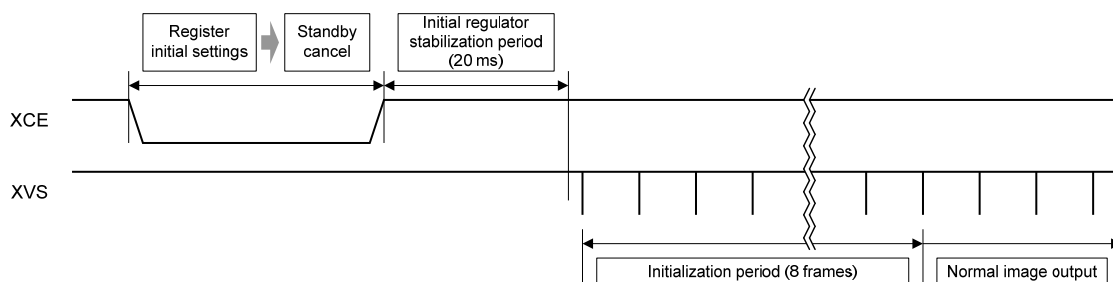 Register
initial settings
Standby
cancel
Initial regulator
stabilization period
(20 ms)
XCE
XVS
Initialization period (8 frames)
Normal image output